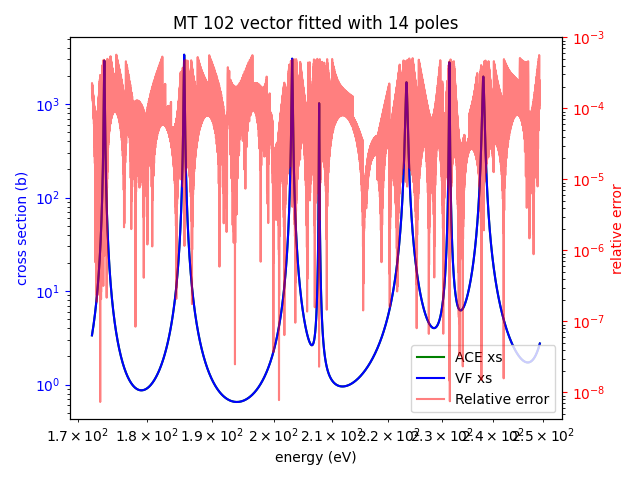 MT 102 vector fitted with 14 poles
10³
10²
10¹
10⁰
cross section (b)
10⁻³
10⁻⁴
10⁻⁵
10⁻⁶
10⁻⁷
10⁻⁸
relative error
ACE xs
VF xs
Relative error
1.7 × 10² 1.8 × 10² 1.9 × 10² 2 × 10² 2.1 × 10² 2.2 × 10² 2.3 × 10² 2.4 × 10² 2.5 × 10²
energy (eV)